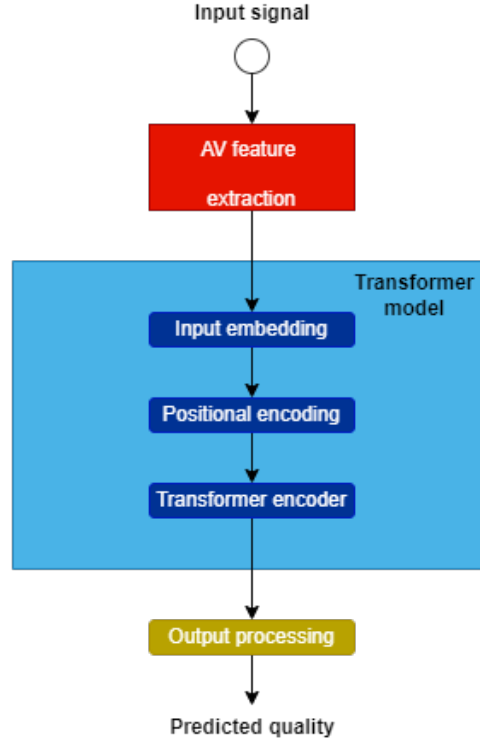 Input signal
AV feature
extraction
Transformer
model
Input embedding
Positional encoding
Transformer encoder
Output processing
Predicted quality